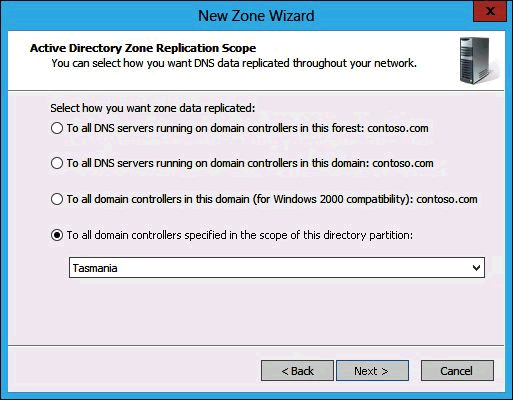 New Zone Wizard
x
Active Directory Zone Replication Scope
You can select how you want DNS data replicated throughout your network.
Select how you want zone data replicated:
To all DNS servers running on domain controllers in this forest: contoso.com
To all DNS servers running on domain controllers in this domain: contoso.com
To all domain controllers in this domain (for Windows 2000 compatibility): contoso.com
To all domain controllers specified in the scope of this directory partition:
Tasmania
< Back Next > Cancel